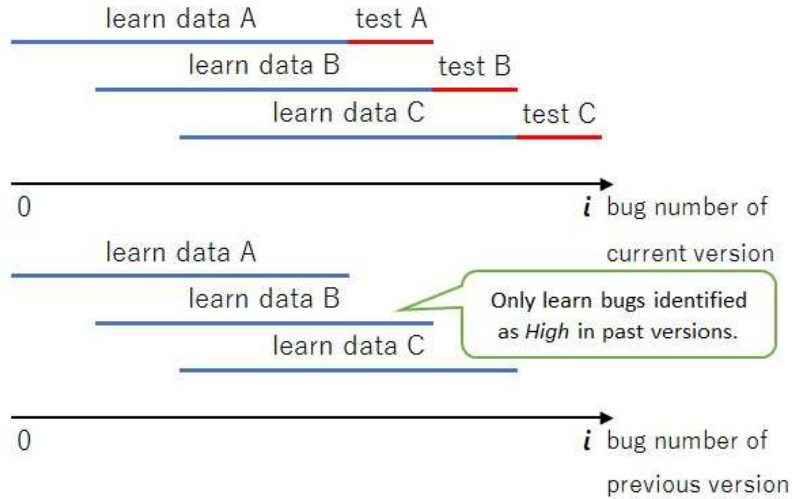 learn data A test A
learn data B test B
learn data C test C
0 i bug number of
current version
learn data A
learn data B
Only learn bugs identified
as High in past versions.
learn data C
0 i bug number of
previous version